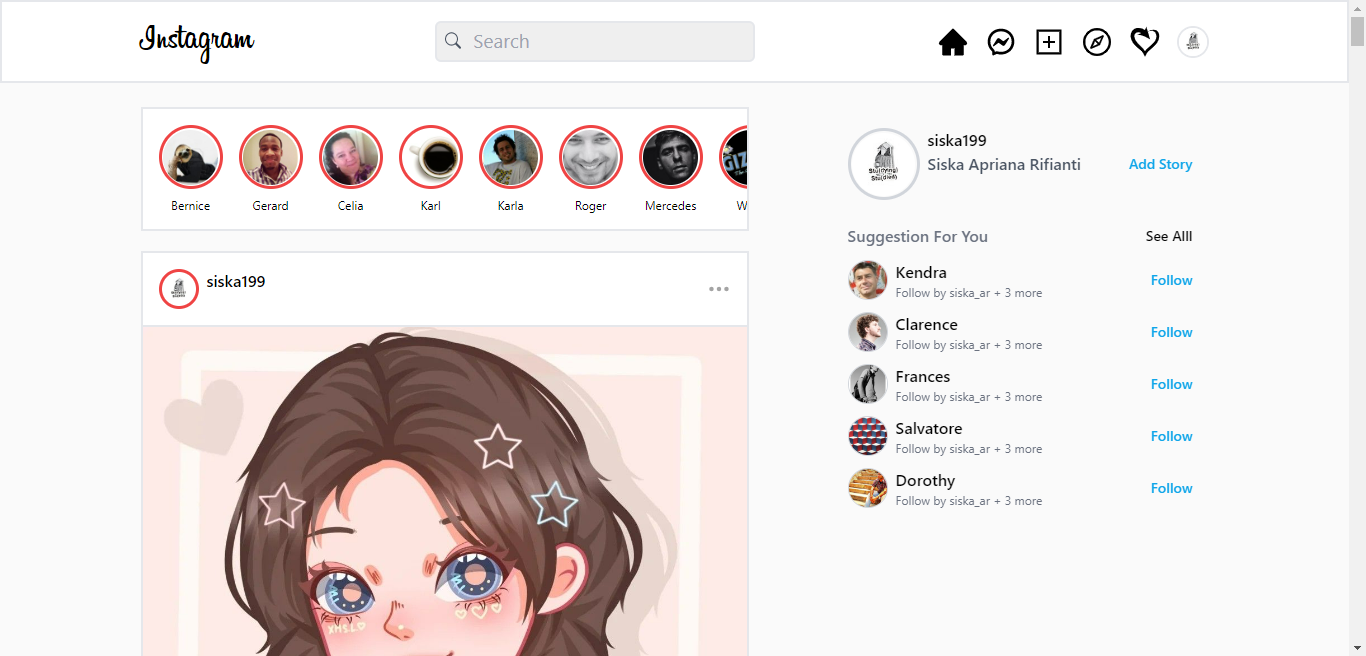 Instagram
Search
Bernice
Gerard
Celia
Karl
Karla
Roger
Mercedes
W
siska199
Siska Apriana Rifianti
Add Story
Suggestion For You
See Alll
Kendra
Follow by siska_ar + 3 more
Follow
Clarence
Follow by siska_ar + 3 more
Follow
Frances
Follow by siska_ar + 3 more
Follow
Salvatore
Follow by siska_ar + 3 more
Follow
Dorothy
Follow by siska_ar + 3 more
Follow
siska199